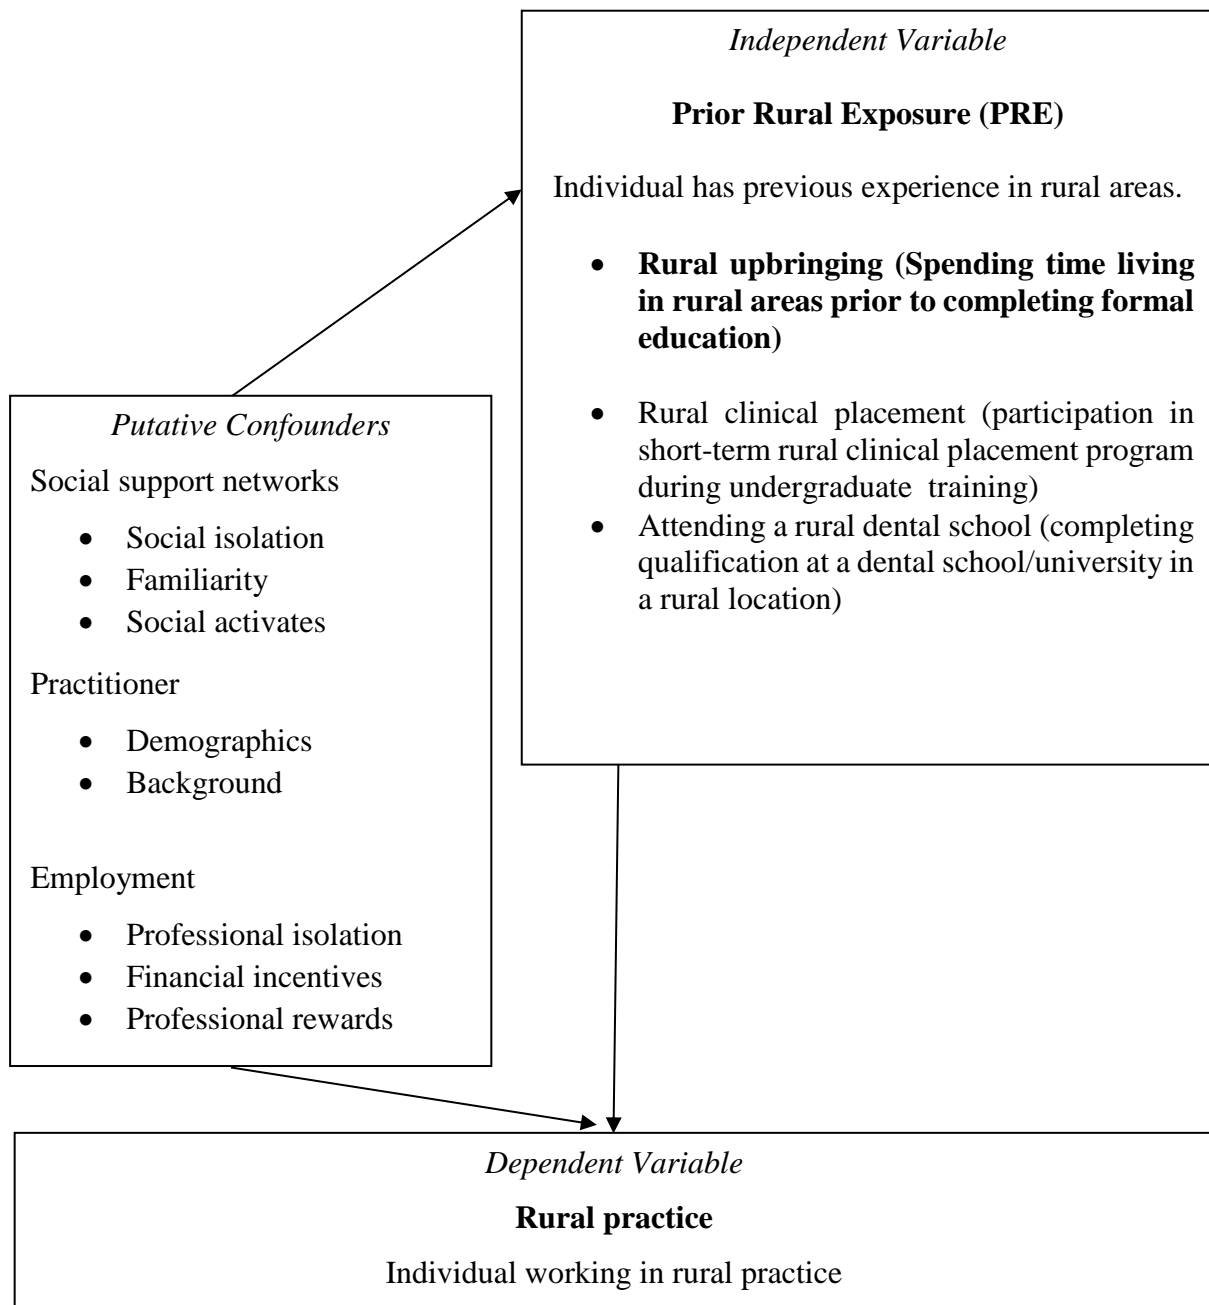 Independent Variable
Prior Rural Exposure (PRE)
Individual has previous experience in rural areas.
• Rural upbringing (Spending time living
in rural areas prior to completing formal
education)
• Rural clinical placement (participation in
short-term rural clinical placement program
during undergraduate training)
• Attending a rural dental school (completing
qualification at a dental school/university in
a rural location)
Putative Confounders
Social support networks
• Social isolation
• Familiarity
• Social activates
Practitioner
• Demographics
• Background
Employment
• Professional isolation
• Financial incentives
• Professional rewards
Dependent Variable
Rural practice
Individual working in rural practice